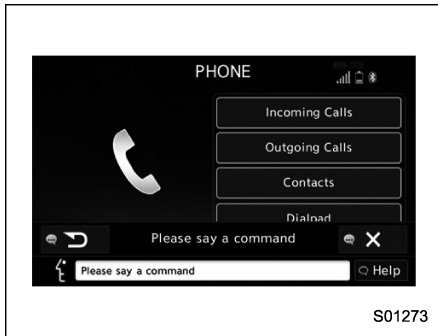 PHONE
Incoming Calls
Outgoing Calls
Contacts
Dialpad
Please say a command
Please say a command
Help
S01273